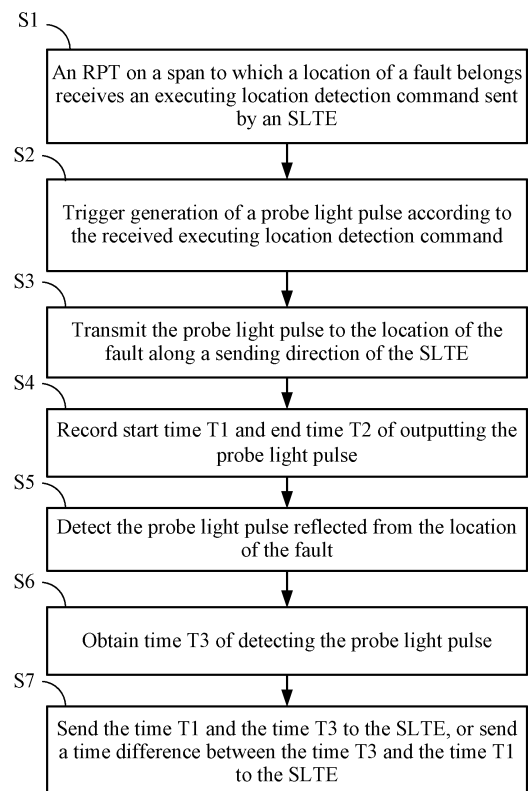 S1
An RPT on a span to which a location of a fault belongs
receives an executing location detection command sent
by an SLTE
S2
Trigger generation of a probe light pulse according to
the received executing location detection command
S3
Transmit the probe light pulse to the location of the
fault along a sending direction of the SLTE
S4
Record start time T1 and end time T2 of outputting the
probe light pulse
S5
Detect the probe light pulse reflected from the location
of the fault
S6
Obtain time T3 of detecting the probe light pulse
S7
Send the time T1 and the time T3 to the SLTE, or send
a time difference between the time T3 and the time T1
to the SLTE